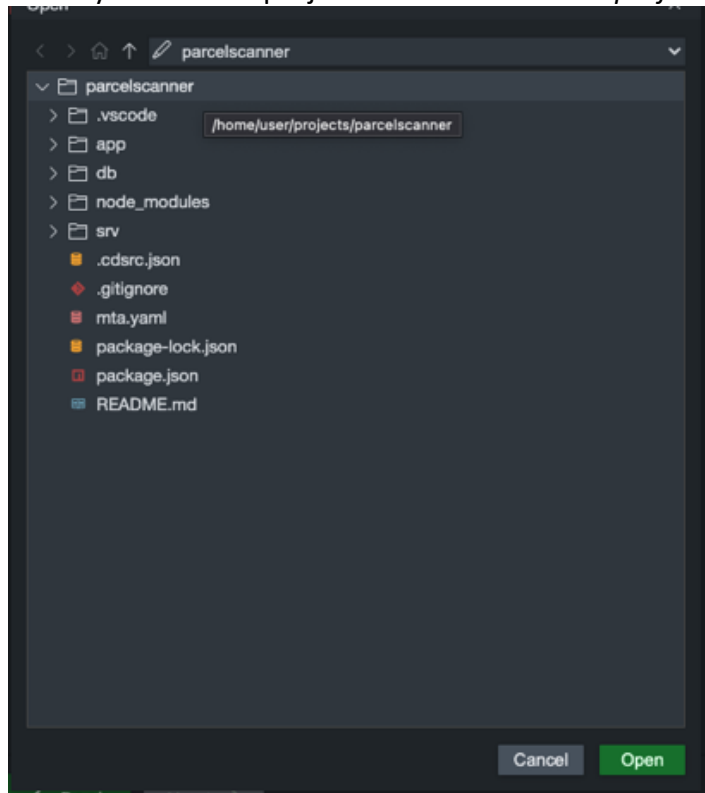 Open
parcelscanner
parcelscanner
.vscode
/home/user/projects/parcelscanner
app
db
node_modules
srv
.cdsrc.json
.gitignore
mta.yaml
package-lock.json
package.json
README.md
Cancel Open